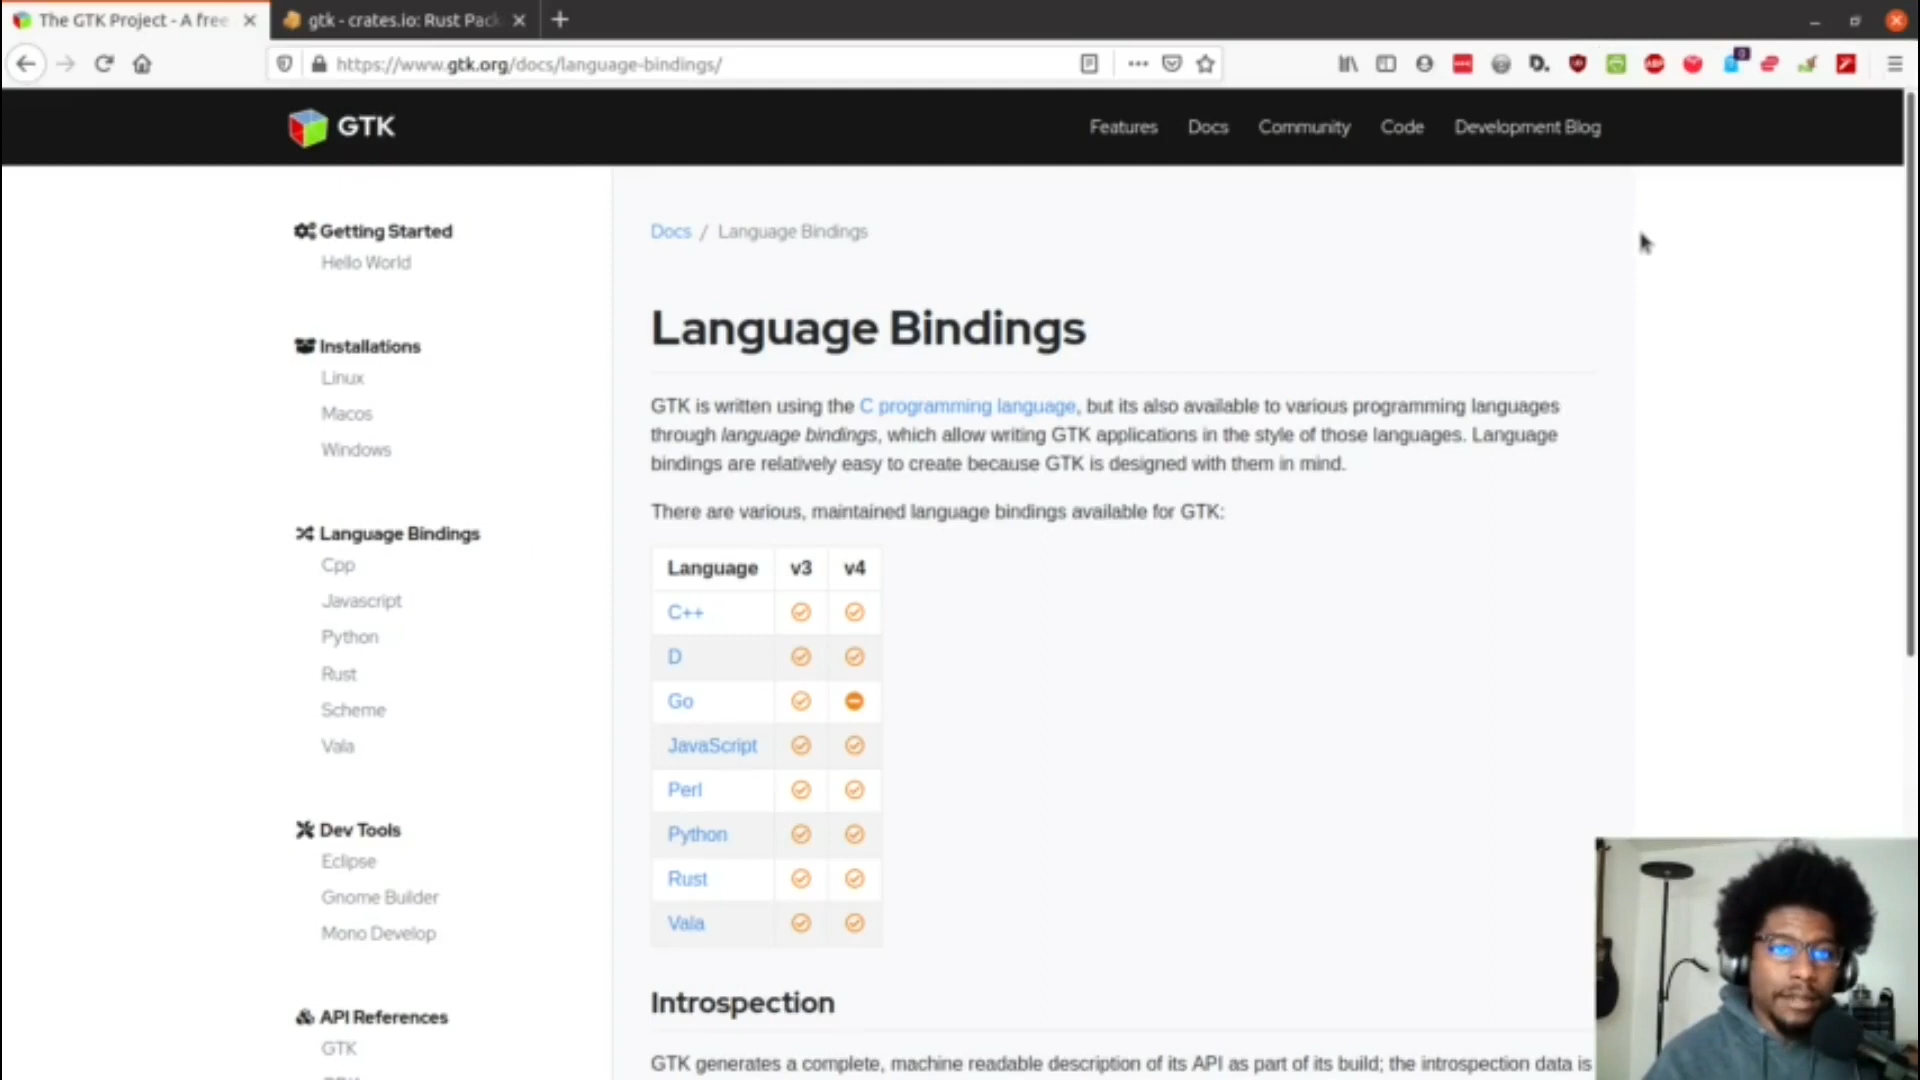 The GTK Project - A free
gtk - crates.io: Rust Pack
https://www.gtk.org/docs/language-bindings/
GTK
Features
Docs
Community
Code
Development Blog
Getting Started
Hello World
Installations
Linux
Macos
Windows
Language Bindings
Cpp
Javascript
Python
Rust
Scheme
Vala
Dev Tools
Eclipse
Gnome Builder
Mono Develop
API References
GTK
Docs / Language Bindings
Language Bindings
GTK is written using the C programming language, but its also available to various programming languages
through language bindings, which allow writing GTK applications in the style of those languages. Language
bindings are relatively easy to create because GTK is designed with them in mind.
There are various, maintained language bindings available for GTK:
Language v3 v4
C++
D
Go
JavaScript
Perl
Python
Rust
Vala
Introspection
GTK generates a complete, machine readable description of its API as part of its build; the introspection data is